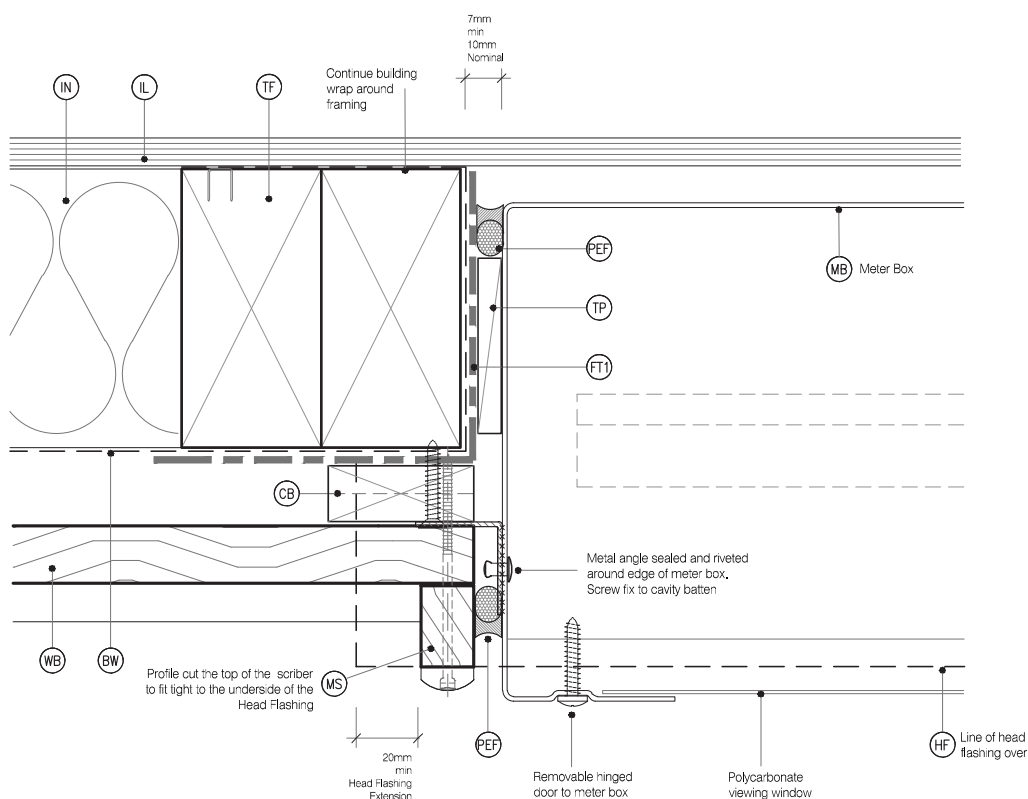 7mm
min
10mm
Nominal
Continue building
wrap around
framing
IN
IL
TF
PEF
MB
Meter Box
TP
FT1
CB
Metal angle sealed and riveted
around edge of meter box.
Screw fix to cavity batten
WB
BW
Profile cut the top of the scriber
to fit tight to the underside of the
Head Flashing
MS
PEF
HF
Line of head
flashing over
20mm
min
Head Flashing
Extension
Removable hinged
door to meter box
Polycarbonate
viewing window